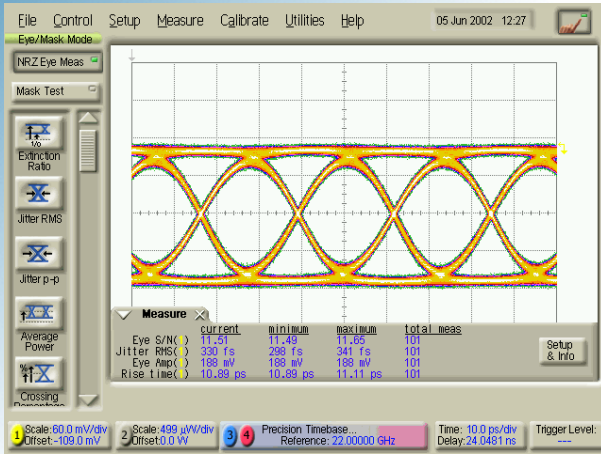 File Control Setup Measure Calibrate Utilities Help 05 Jun 2002 12:27
Eye/Mask Mode
NRZ Eye Meas
Mask Test
Extinction
Ratio
Jitter RMS
Jitter p-p
Average
Power
Crossing
Percentage
Measure
current minimum maximum total meas
Eye S/N(1) 11.51 11.49 11.65 101
Jitter RMS(1) 330 fs 298 fs 341 fs 101
Eye Amp(1) 188 mV 188 mV 188 mV 101
Rise time(1) 10.89 ps 10.89 ps 11.11 ps 101
Setup
& Info
1 Scale:60.0 mV/div 2 Scale:499 µW/div 3 4 Precision Timebase... Time: 10.0 ps/div Trigger Level:
Offset:-109.0 mV Offset:0.0 W Reference: 22.00000 GHz Delay:24.0481 ns ---